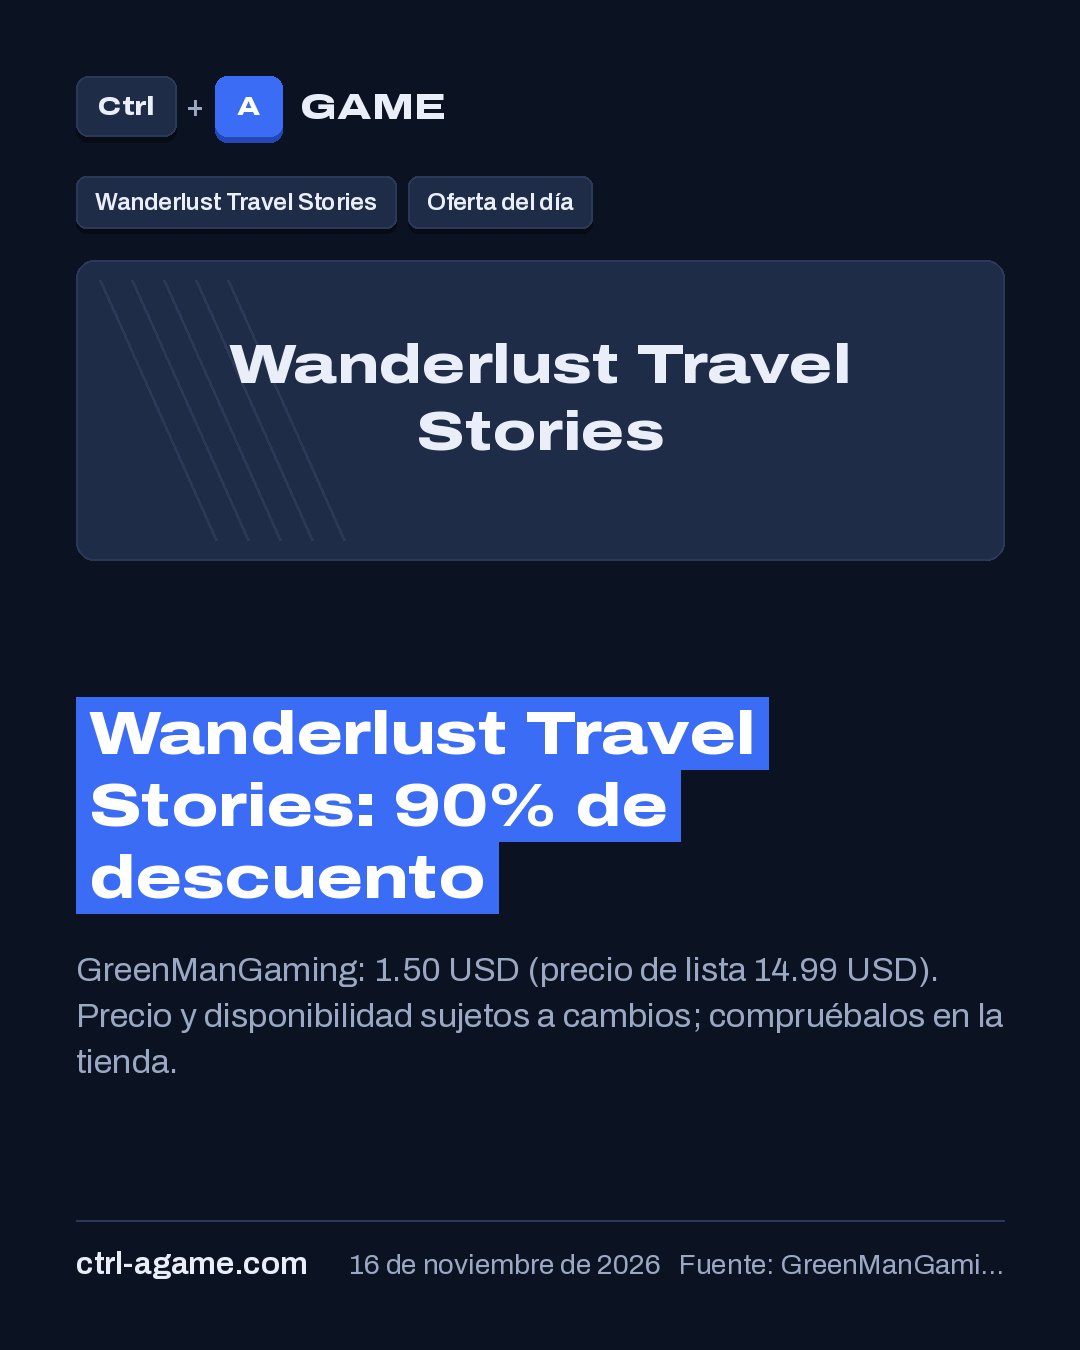 Ctrl + A GAME
Wanderlust Travel Stories
Oferta del día
Wanderlust Travel
Stories
Wanderlust Travel
Stories: 90% de
descuento
GreenManGaming: 1.50 USD (precio de lista 14.99 USD).
Precio y disponibilidad sujetos a cambios; compruébalos en la
tienda.
ctrl-agame.com
16 de noviembre de 2026
Fuente: GreenManGami...